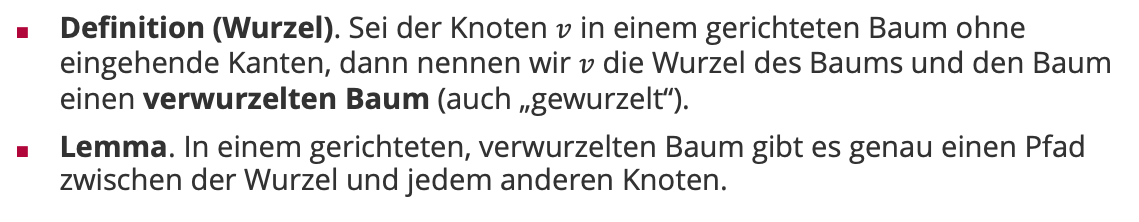 Definition (Wurzel). Sei der Knoten 𝑣 in einem gerichteten Baum ohne
eingehende Kanten, dann nennen wir 𝑣 die Wurzel des Baums und den Baum
einen verwurzelten Baum (auch „gewurzelt“).
Lemma. In einem gerichteten, verwurzelten Baum gibt es genau einen Pfad
zwischen der Wurzel und jedem anderen Knoten.